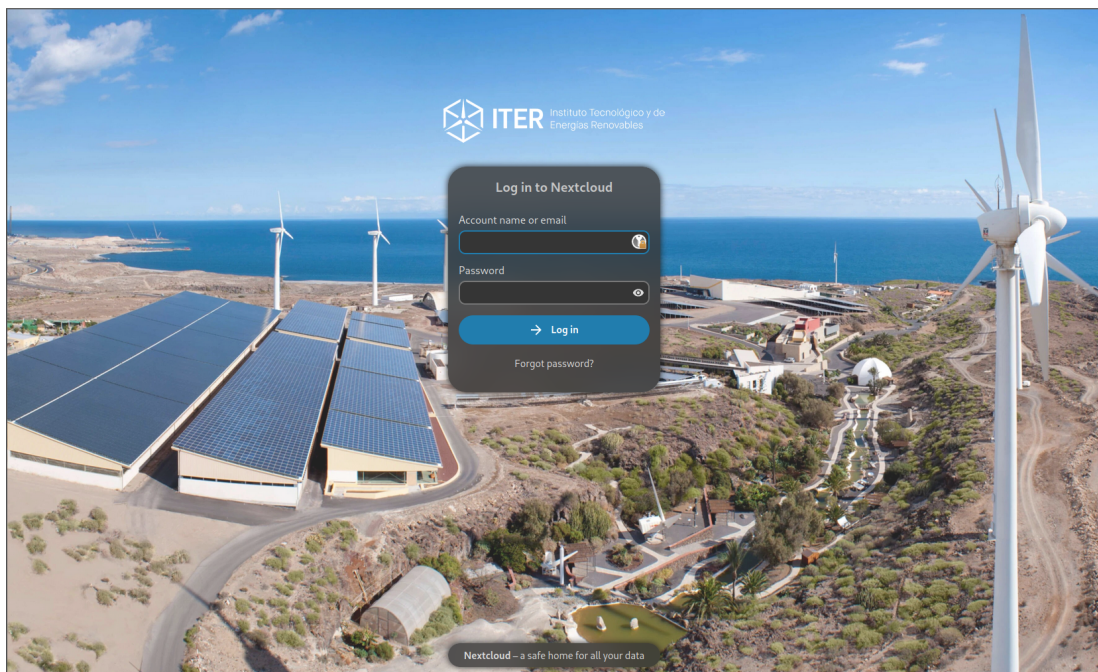 ITER Instituto Tecnológico y de
Energías Renovables
Log in to Nextcloud
Account name or email
Password
Log in
Forgot password?
Nextcloud – a safe home for all your data